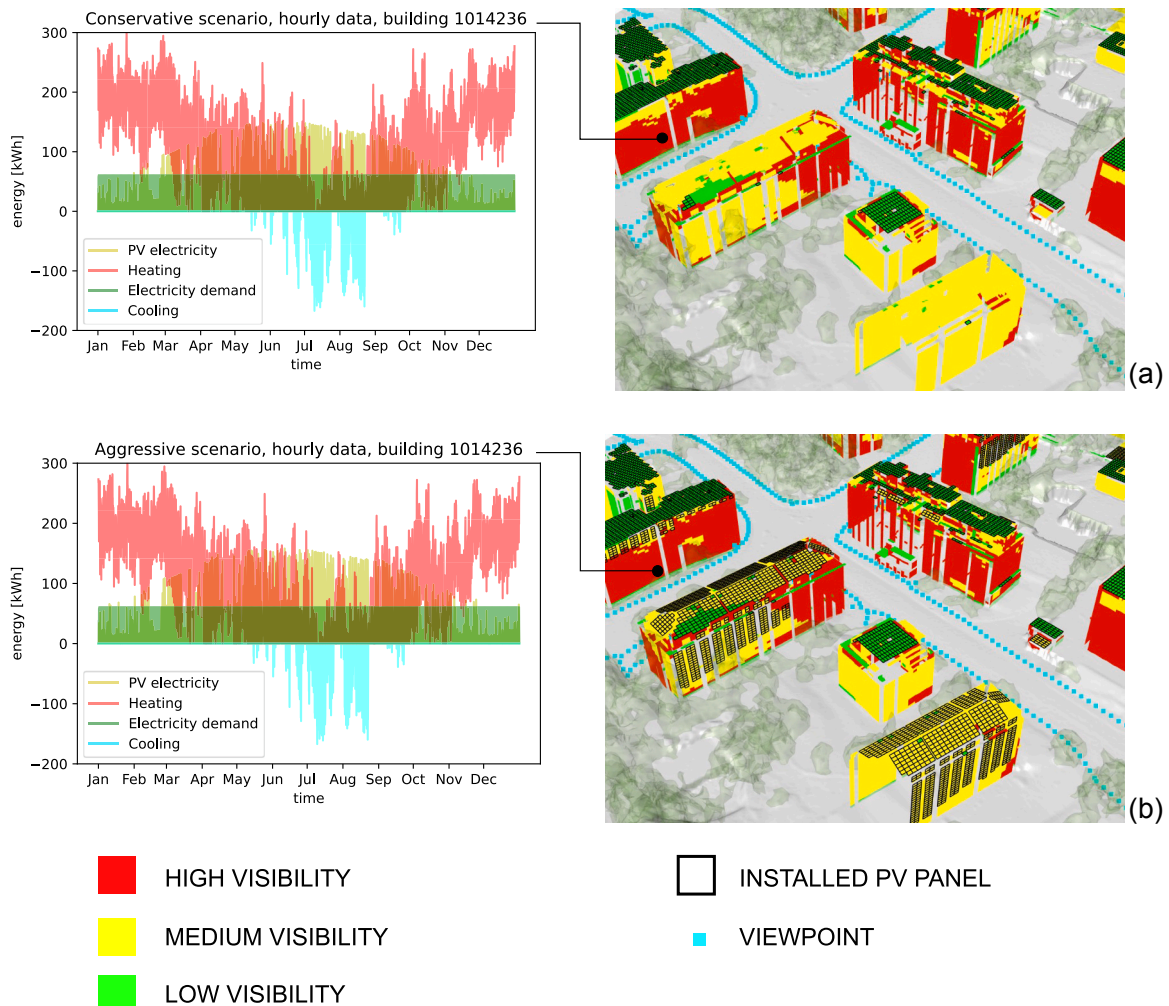 Conservative scenario, hourly data, building 1014236
300
200
100
0
−100
−200
energy [kWh]
PV electricity
Heating
Electricity demand
Cooling
Jan Feb Mar Apr May Jun Jul Aug Sep Oct Nov Dec
time
(a)
Aggressive scenario, hourly data, building 1014236
300
200
100
0
−100
−200
energy [kWh]
PV electricity
Heating
Electricity demand
Cooling
Jan Feb Mar Apr May Jun Jul Aug Sep Oct Nov Dec
time
(b)
HIGH VISIBILITY
MEDIUM VISIBILITY
LOW VISIBILITY
INSTALLED PV PANEL
VIEWPOINT